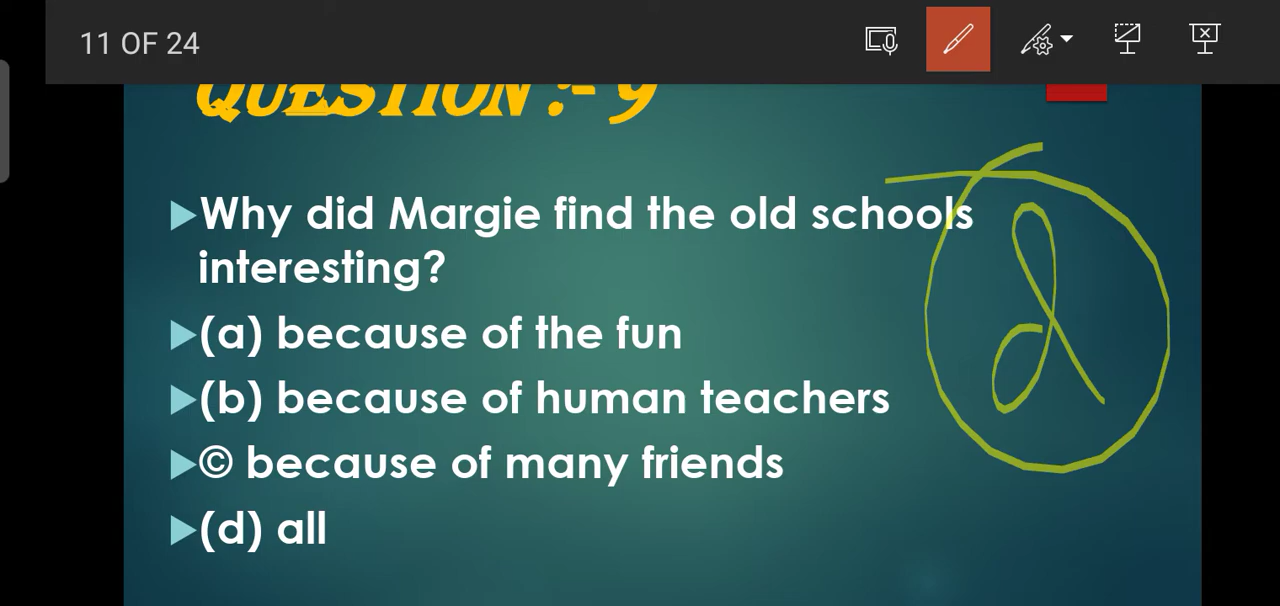 11 OF 24
QUESTION :- 9
Why did Margie find the old schools
interesting?
(a) because of the fun
(b) because of human teachers
© because of many friends
(d) all
d